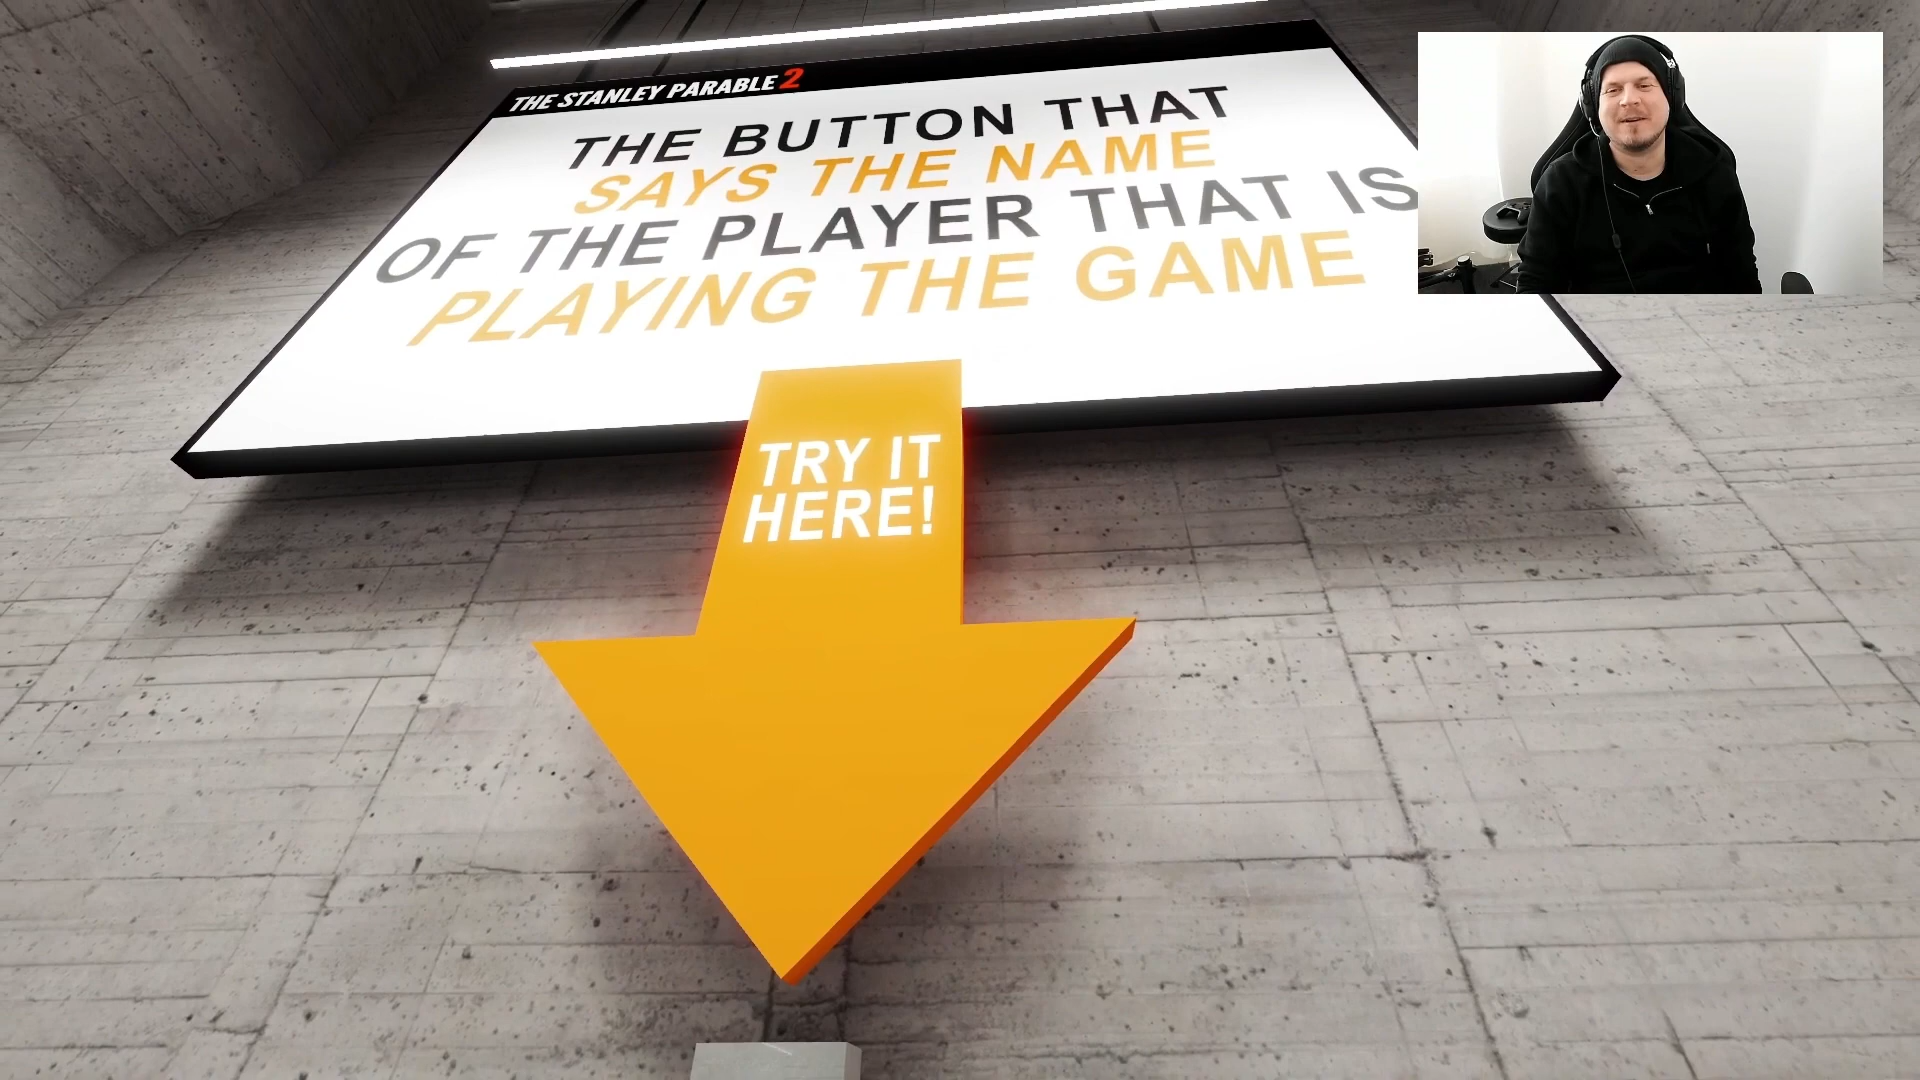 THE STANLEY PARABLE 2
THE BUTTON THAT
SAYS THE NAME
OF THE PLAYER THAT IS
PLAYING THE GAME
TRY IT
HERE!